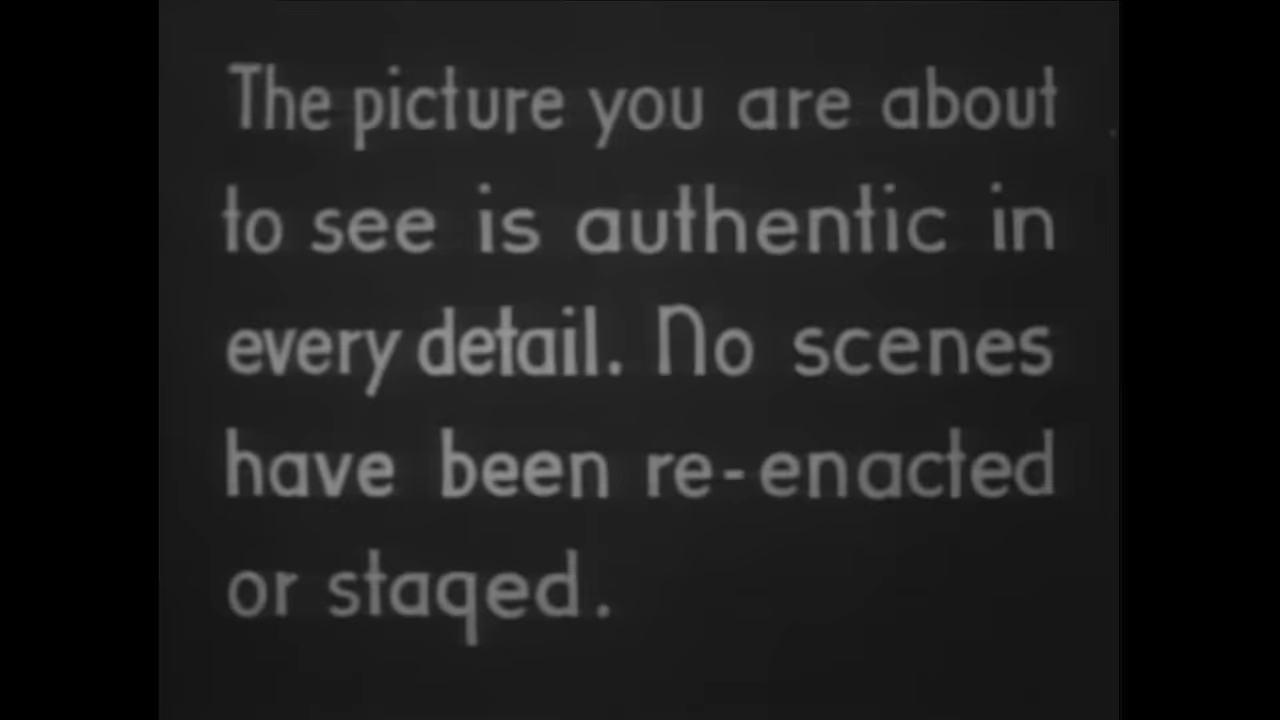 The picture you are about
to see is authentic in
every detail. No scenes
have been re-enacted
or staged.